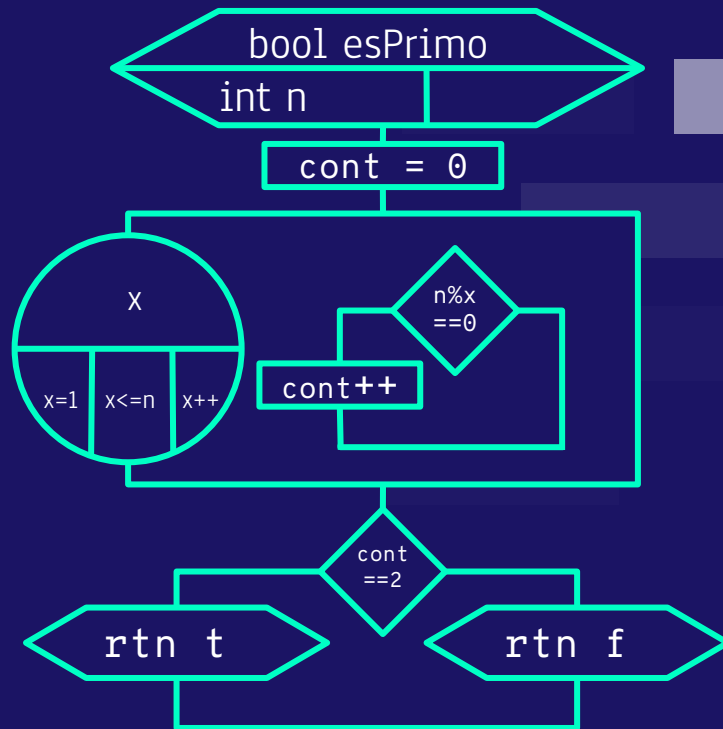 bool esPrimo
int n
cont = 0
X
x=1 x<=n x++
n%x
==0
cont++
cont
==2
rtn t
rtn f